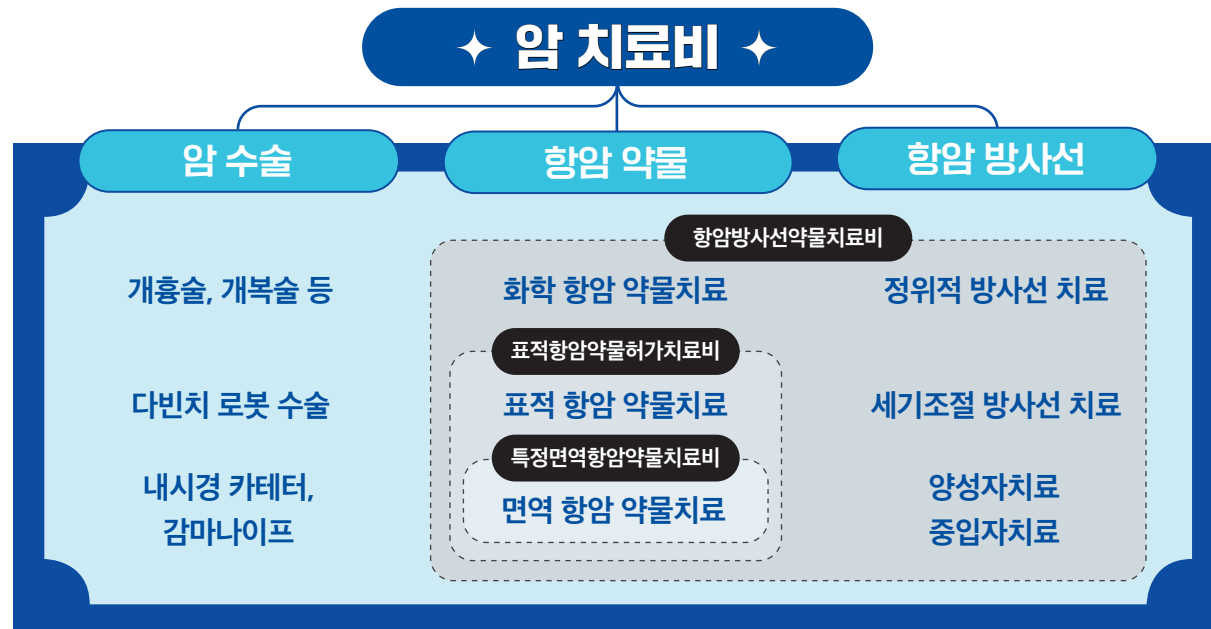 암 치료비
암 수술
항암 약물
항암 방사선
항암방사선약물치료비
개흉술, 개복술 등
화학 항암 약물치료
정위적 방사선 치료
표적항암약물허가치료비
다빈치 로봇 수술
표적 항암 약물치료
세기조절 방사선 치료
특정면역항암약물치료비
내시경 카테터,
감마나이프
면역 항암 약물치료
양성자치료
중입자치료